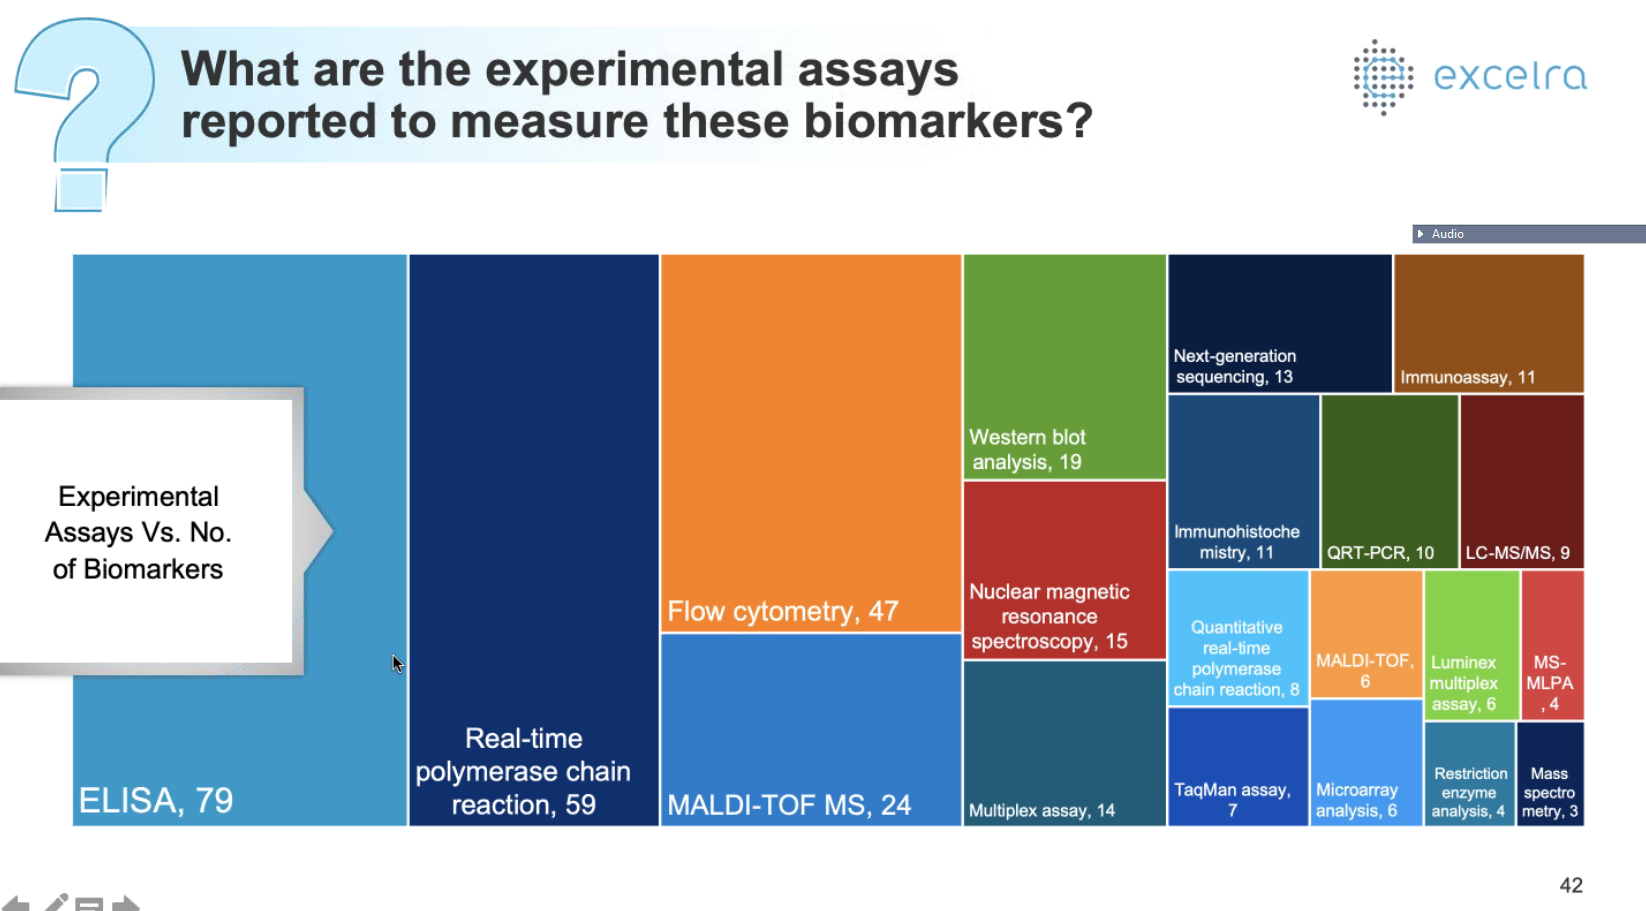 What are the experimental assays
reported to measure these biomarkers?
excelra
Audio
Experimental
Assays Vs. No.
of Biomarkers
ELISA, 79
Real-time
polymerase chain
reaction, 59
Flow cytometry, 47
MALDI-TOF MS, 24
Western blot
analysis, 19
Nuclear magnetic
resonance
spectroscopy, 15
Multiplex assay, 14
Next-generation
sequencing, 13
Immunoassay, 11
Immunohistoche
mistry, 11
QRT-PCR, 10
LC-MS/MS, 9
Quantitative
real-time
polymerase
chain reaction, 8
TaqMan assay,
7
MALDI-TOF,
6
Microarray
analysis, 6
Luminex
multiplex
assay, 6
MS-
MLPA
, 4
Restriction
enzyme
analysis, 4
Mass
spectro
metry, 3
42